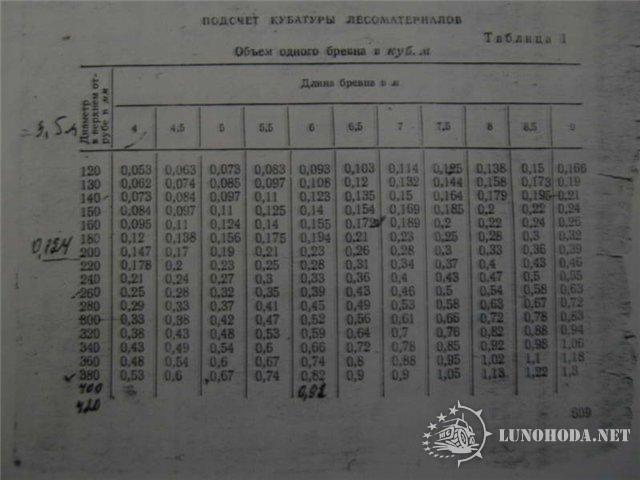 ПОДСЧЕТ КУБАТУРЫ ЛЕСОМАТЕРИАЛОВ
Таблица 1
Объем одного бревна в куб. м
Диаметр в верхнем отрубе в мм
Длина бревна в м
4 4,5 5 5,5 6 6,5 7 7,5 8 8,5 9
120 0,053 0,063 0,073 0,083 0,093 0,103 0,114 0,125 0,138 0,15 0,166
130 0,062 0,074 0,085 0,097 0,108 0,12 0,132 0,144 0,158 0,173 0,19
140 0,073 0,084 0,097 0,11 0,123 0,135 0,15 0,164 0,179 0,195 0,21
150 0,084 0,097 0,11 0,125 0,14 0,154 0,169 0,185 0,2 0,22 0,24
160 0,095 0,11 0,124 0,14 0,155 0,172 0,189 0,2 0,22 0,24 0,26
180 0,12 0,138 0,156 0,175 0,194 0,21 0,23 0,25 0,28 0,3 0,32
0,124
200 0,147 0,17 0,19 0,21 0,23 0,26 0,28 0,3 0,33 0,36 0,39
220 0,178 0,2 0,23 0,25 0,28 0,31 0,34 0,37 0,4 0,43 0,46
240 0,21 0,24 0,27 0,3 0,33 0,36 0,4 0,43 0,47 0,5
260 0,25 0,28 0,32 0,35 0,39 0,43 0,46 0,5 0,54 0,58 0,63
280 0,29 0,33 0,37 0,41 0,45 0,49 0,53 0,58 0,63 0,67 0,72
300 0,33 0,38 0,42 0,47 0,52 0,56 0,61 0,66 0,72 0,78 0,83
320 0,38 0,43 0,48 0,53 0,59 0,64 0,7 0,76 0,82 0,88 0,94
340 0,43 0,49 0,54 0,6 0,66 0,72 0,78 0,85 0,92 0,98 1,06
360 0,48 0,54 0,6 0,67 0,74 0,8 0,88 0,95 1,02 1,1 1,18
380 0,53 0,6 0,67 0,74 0,82 0,9 0,9 1,05 1,13 1,22 1,3
400 0,92
420
LUNOHODA.NET